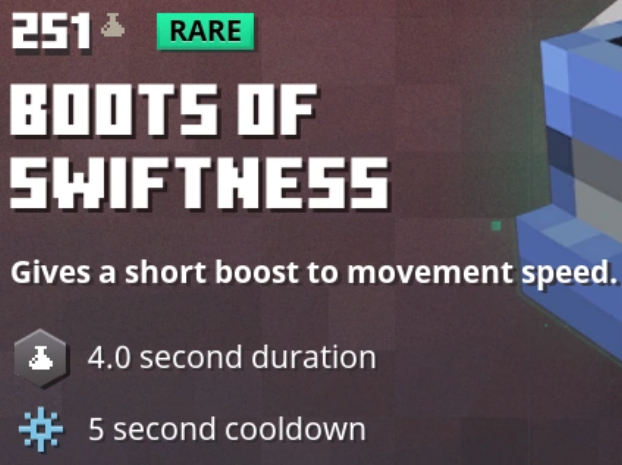 251 RARE
BOOTS OF
SWIFTNESS
Gives a short boost to movement speed.
4.0 second duration
5 second cooldown